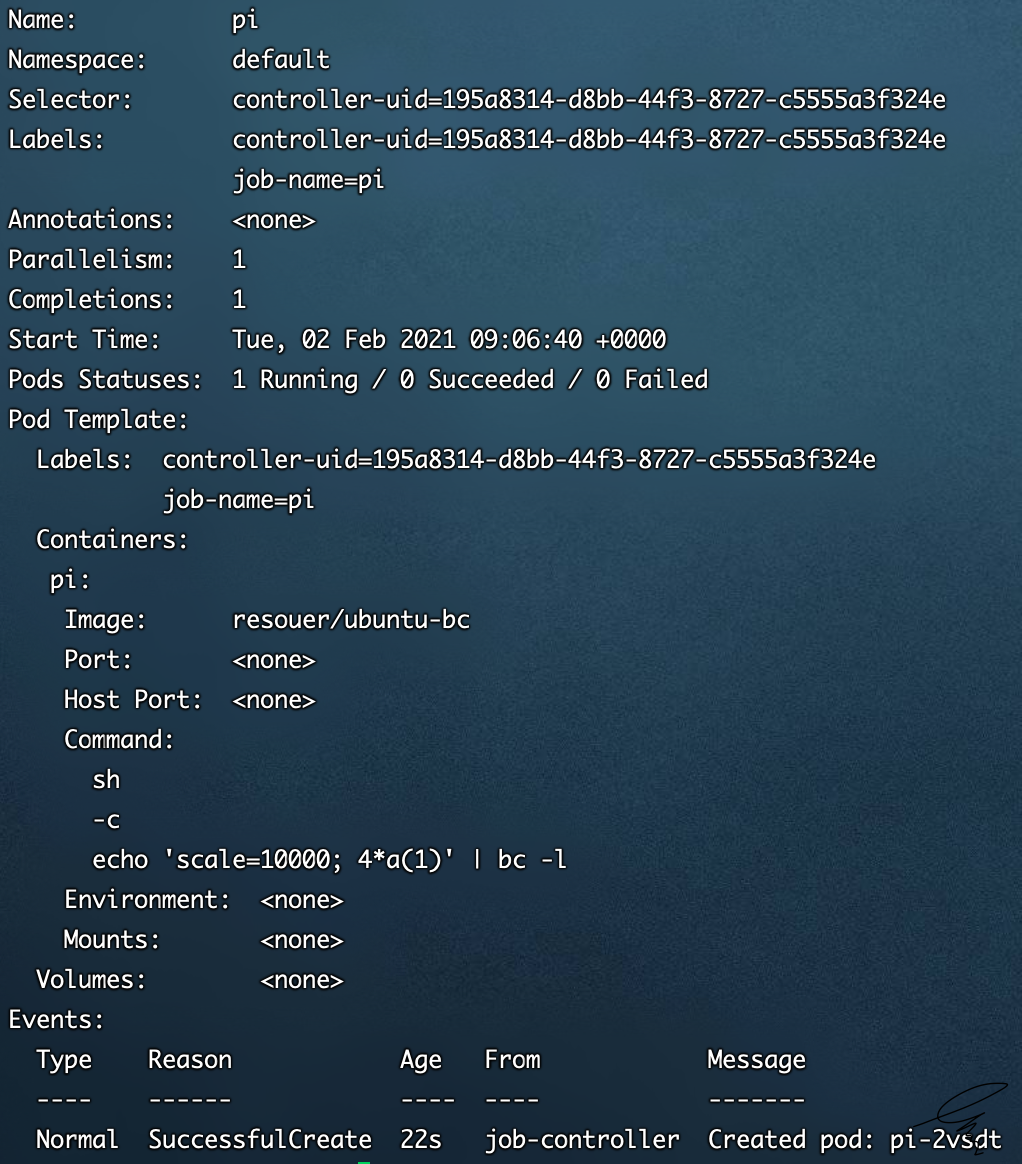 Name:           pi
Namespace:      default
Selector:       controller-uid=195a8314-d8bb-44f3-8727-c5555a3f324e
Labels:         controller-uid=195a8314-d8bb-44f3-8727-c5555a3f324e
                job-name=pi
Annotations:    <none>
Parallelism:    1
Completions:    1
Start Time:     Tue, 02 Feb 2021 09:06:40 +0000
Pods Statuses:  1 Running / 0 Succeeded / 0 Failed
Pod Template:
  Labels:  controller-uid=195a8314-d8bb-44f3-8727-c5555a3f324e
           job-name=pi
  Containers:
   pi:
    Image:      resouer/ubuntu-bc
    Port:       <none>
    Host Port:  <none>
    Command:
      sh
      -c
      echo 'scale=10000; 4*a(1)' | bc -l
    Environment:  <none>
    Mounts:       <none>
  Volumes:        <none>
Events:
  Type    Reason            Age   From            Message
  ----    ------            ----  ----            -------
  Normal  SuccessfulCreate  22s   job-controller  Created pod: pi-2vsdt